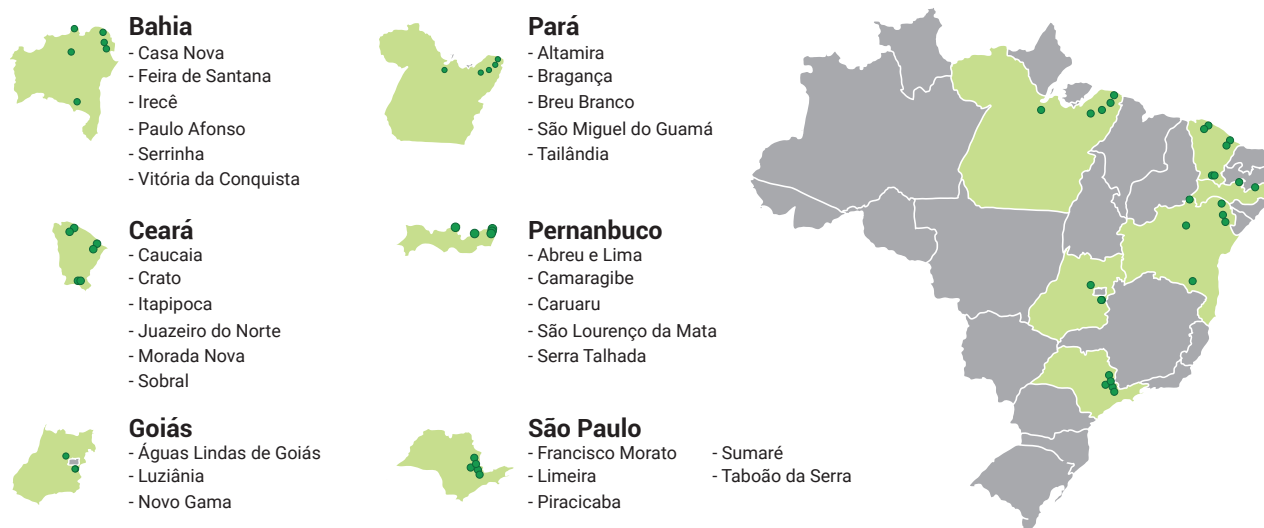 Bahia
- Casa Nova
- Feira de Santana
- Irecê
- Paulo Afonso
- Serrinha
- Vitória da Conquista
Pará
- Altamira
- Bragança
- Breu Branco
- São Miguel do Guamá
- Tailândia
Ceará
- Caucaia
- Crato
- Itapipoca
- Juazeiro do Norte
- Morada Nova
- Sobral
Pernanbuco
- Abreu e Lima
- Camaragibe
- Caruaru
- São Lourenço da Mata
- Serra Talhada
Goiás
- Águas Lindas de Goiás
- Luziânia
- Novo Gama
São Paulo
- Francisco Morato
- Limeira
- Piracicaba
- Sumaré
- Taboão da Serra